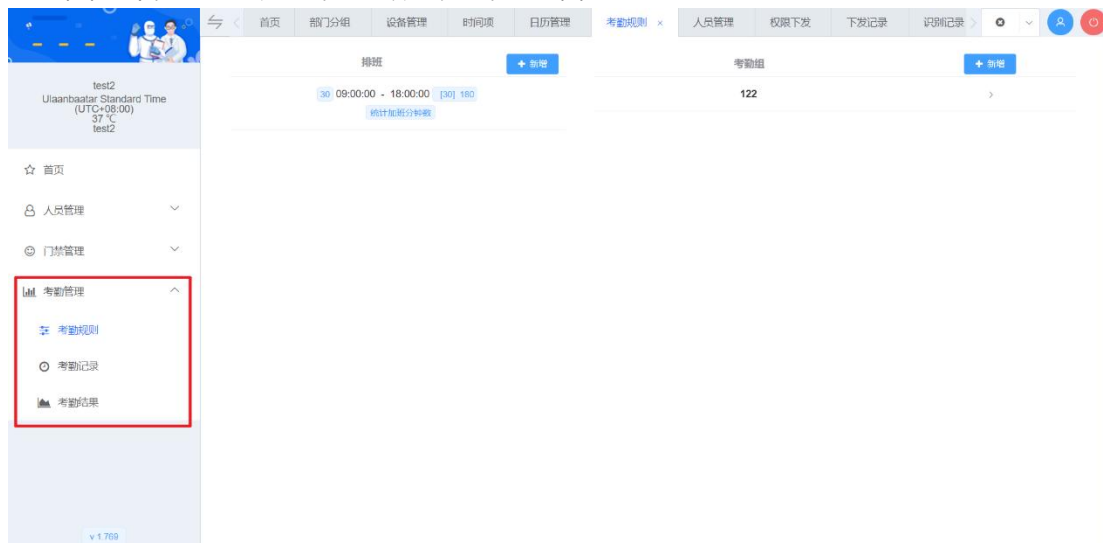 首页 部门分组 设备管理 时间项 日历管理 考勤规则 × 人员管理 权限下发 下发记录 识别记录
test2
Ulaanbaatar Standard Time
(UTC+08:00)
37 ℃
test2
首页
人员管理
门禁管理
考勤管理
考勤规则
考勤记录
考勤结果
v 1.769
排班 + 新增
30 09:00:00 - 18:00:00 [30] 180
统计加班分钟数
考勤组 + 新增
122